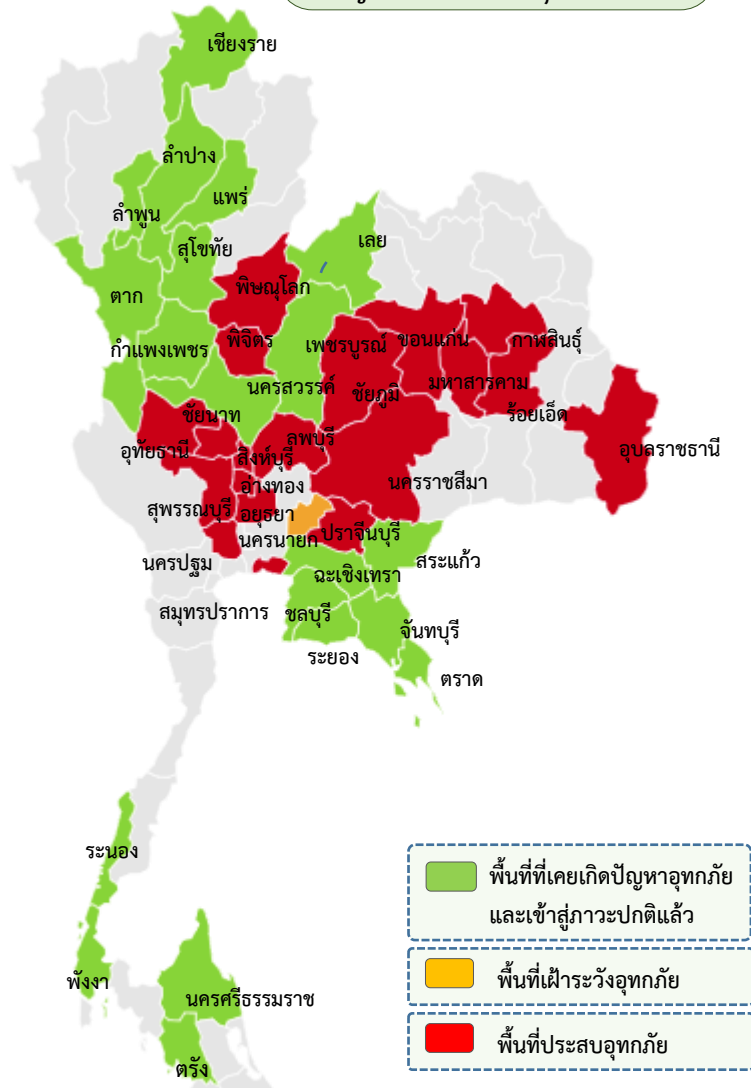 เชียงราย
ลำปาง
แพร่
ลำพูน
สุโขทัย
เลย
ตาก
พิษณุโลก
พิจิตร
เพชรบูรณ์
ขอนแก่น
กาฬสินธุ์
กำแพงเพชร
นครสวรรค์
ชัยภูมิ
มหาสารคาม
ชัยนาท
ร้อยเอ็ด
ลพบุรี
อุทัยธานี
สิงห์บุรี
อุบลราชธานี
อ่างทอง
นครราชสีมา
สุพรรณบุรี
อยุธยา
ปราจีนบุรี
นครนายก
สระแก้ว
นครปฐม
ฉะเชิงเทรา
สมุทรปราการ
ชลบุรี
จันทบุรี
ระยอง
ตราด
ระนอง
พื้นที่ที่เคยเกิดปัญหาอุทกภัย
และเข้าสู่ภาวะปกติแล้ว
พังงา
พื้นที่เฝ้าระวังอุทกภัย
นครศรีธรรมราช
พื้นที่ประสบอุทกภัย
ตรัง